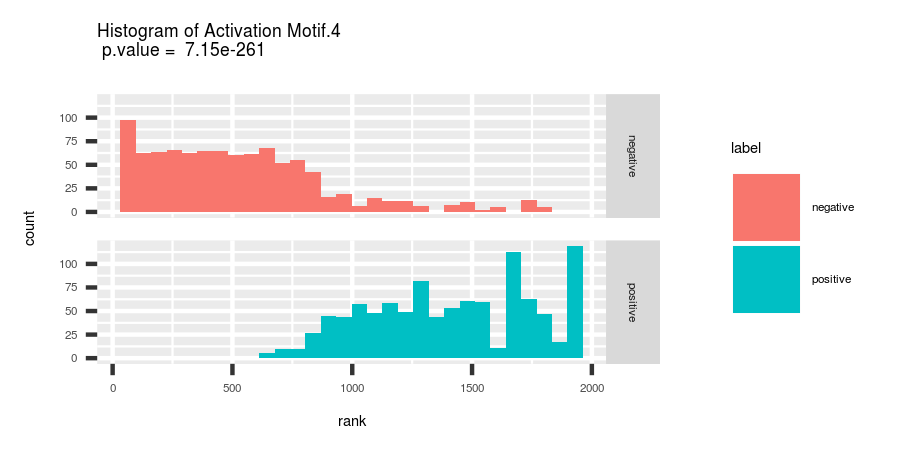 Histogram of Activation Motif.4
p.value = 7.15e-261
count
100
75
50
25
0
negative
100
75
50
25
0
positive
0 500 1000 1500 2000
rank
label
negative
positive